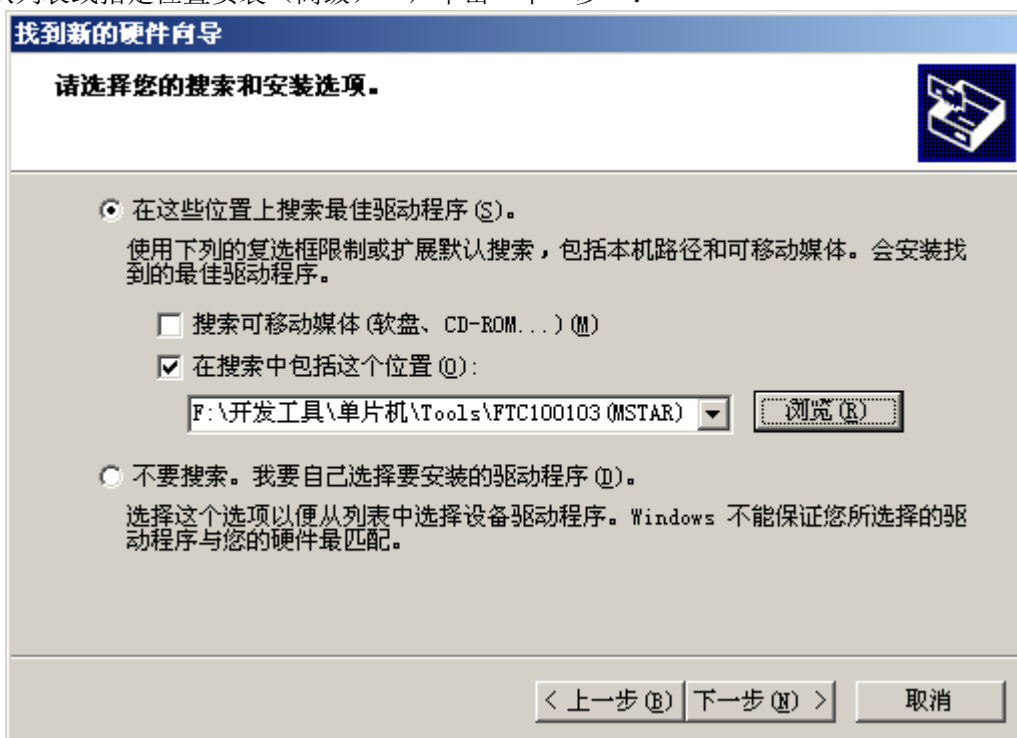 列表或指定位置安装
找到新的硬件向导
请选择您的搜索和安装选项。
在这些位置上搜索最佳驱动程序(S)。
使用下列的复选框限制或扩展默认搜索，包括本机路径和可移动媒体。会安装找
到的最佳驱动程序。
搜索可移动媒体(软盘、CD-ROM...)(M)
在搜索中包括这个位置(O):
F:\开发工具\单片机\Tools\FTC100103(MSTAR)
浏览(R)
不要搜索。我要自己选择要安装的驱动程序(D)。
选择这个选项以便从列表中选择设备驱动程序。Windows 不能保证您所选择的驱
动程序与您的硬件最匹配。
< 上一步(B)
下一步(N) >
取消